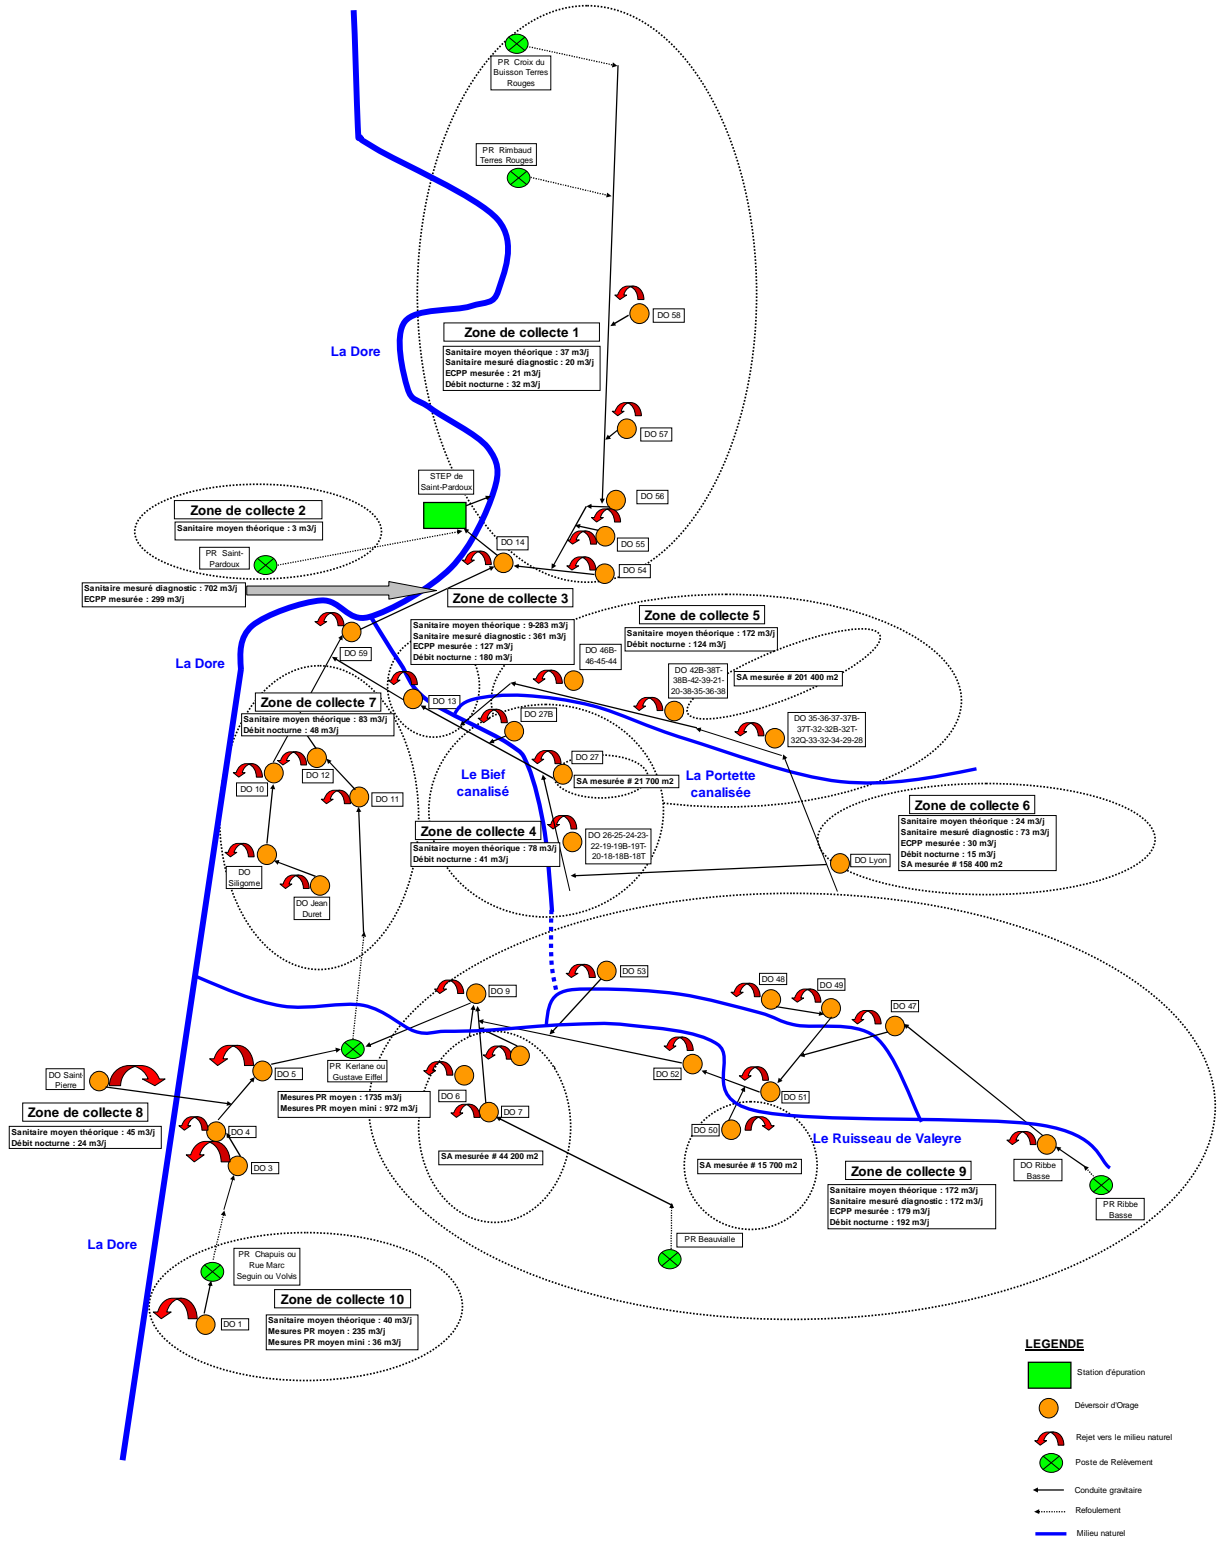 PR Croix du
Buisson Terres
Rouges
PR Rimbaud
Terres Rouges
DO 58
Zone de collecte 1
Sanitaire moyen théorique : 37 m3/j
Sanitaire mesuré diagnostic : 20 m3/j
ECPP mesurée : 21 m3/j
Débit nocturne : 32 m3/j
La Dore
DO 57
STEP de
Saint-Pardoux
DO 56
Zone de collecte 2
Sanitaire moyen théorique : 3 m3/j
PR Saint-
Pardoux
DO 14
DO 55
DO 54
Sanitaire mesuré diagnostic : 702 m3/j
ECPP mesurée : 299 m3/j
Zone de collecte 3
Sanitaire moyen théorique : 9-283 m3/j
Sanitaire mesuré diagnostic : 361 m3/j
ECPP mesurée : 127 m3/j
Débit nocturne : 180 m3/j
Zone de collecte 5
Sanitaire moyen théorique : 172 m3/j
Débit nocturne : 124 m3/j
DO 59
La Dore
DO 46B-
46-45-44
DO 42B-38T-
38B-42-39-21-
20-38-35-36-38
SA mesurée # 201 400 m2
Zone de collecte 7
Sanitaire moyen théorique : 83 m3/j
Débit nocturne : 48 m3/j
DO 13
DO 27B
DO 35-36-37-37B-
37T-32-32B-32T-
32Q-33-32-34-29-28
DO 27
DO 12
DO 10
DO 11
Le Bief
canalisé
SA mesurée # 21 700 m2
La Portette
canalisée
Zone de collecte 6
Sanitaire moyen théorique : 24 m3/j
Sanitaire mesuré diagnostic : 73 m3/j
ECPP mesurée : 30 m3/j
Débit nocturne : 15 m3/j
SA mesurée # 158 400 m2
Zone de collecte 4
Sanitaire moyen théorique : 78 m3/j
Débit nocturne : 41 m3/j
DO 26-25-24-23-
22-19-19B-19T-
20-18-18B-18T
DO Lyon
DO
Siligome
DO Jean
Duret
DO 53
DO 9
DO 48
DO 49
DO 47
DO Saint-
Pierre
DO 5
PR Kerlane ou
Gustave Eiffel
DO 52
DO 6
DO 51
Mesures PR moyen : 1735 m3/j
Mesures PR moyen mini : 972 m3/j
Zone de collecte 8
Sanitaire moyen théorique : 45 m3/j
Débit nocturne : 24 m3/j
DO 4
DO 7
DO 50
Le Ruisseau de Valeyre
DO 3
SA mesurée # 44 200 m2
SA mesurée # 15 700 m2
Zone de collecte 9
Sanitaire moyen théorique : 172 m3/j
Sanitaire mesuré diagnostic : 172 m3/j
ECPP mesurée : 179 m3/j
Débit nocturne : 192 m3/j
DO Ribbe
Basse
PR Ribbe
Basse
La Dore
PR Beauvialle
PR Chapuis ou
Rue Marc
Seguin ou Volvis
Zone de collecte 10
Sanitaire moyen théorique : 40 m3/j
Mesures PR moyen : 235 m3/j
Mesures PR moyen mini : 36 m3/j
DO 1
LEGENDE
Station d'épuration
Déversoir d'Orage
Rejet vers le milieu naturel
Poste de Relèvement
Conduite gravitaire
Refoulement
Milieu naturel